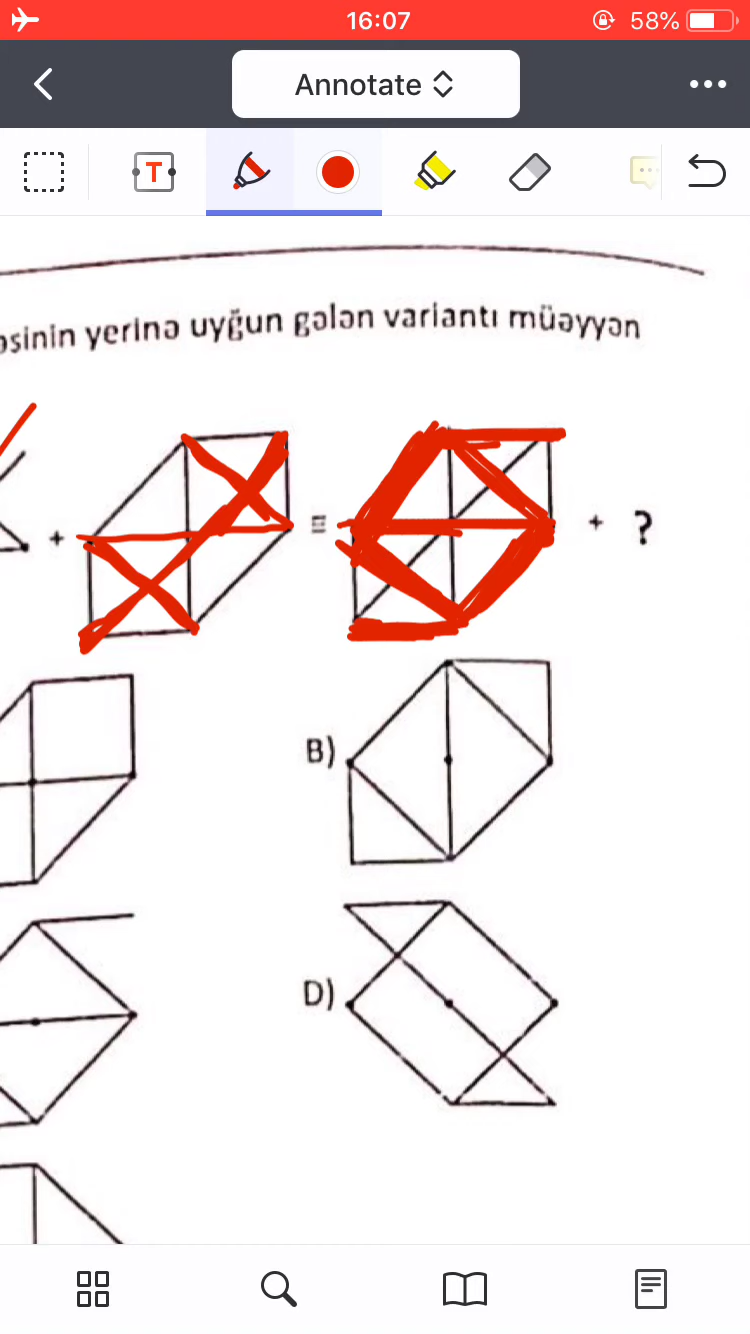 16:07
58%
Annotate
T
əsinin yerinə uyğun gələn variantı müəyyən
+ ≡ + ?
B)
D)